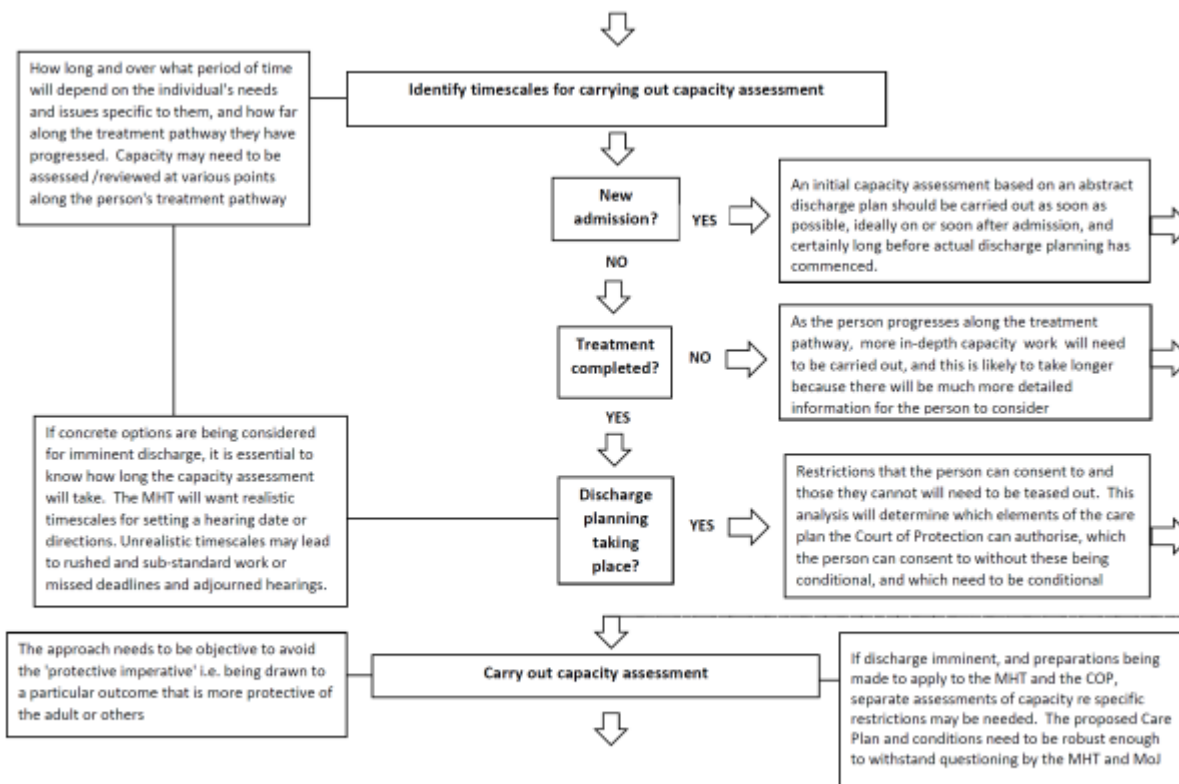 Identify timescales for carrying out capacity assessment
How long and over what period of time
will depend on the individual's needs
and issues specific to them, and how far
along the treatment pathway they have
progressed.  Capacity may need to be
assessed /reviewed at various points
along the person's treatment pathway
New
admission?
YES
An initial capacity assessment based on an abstract
discharge plan should be carried out as soon as
possible, ideally on or soon after admission, and
certainly long before actual discharge planning has
commenced.
NO
Treatment
completed?
NO
As the person progresses along the treatment
pathway,  more in-depth capacity  work  will need
to be carried out, and this is likely to take longer
because there will be much more detailed
information for the person to consider
YES
If concrete options are being considered
for imminent discharge, it is essential to
know how long the capacity assessment
will take.  The MHT will want realistic
timescales for setting a hearing date or
directions. Unrealistic timescales may lead
to rushed and sub-standard work or
missed deadlines and adjourned hearings.
Discharge
planning
taking
place?
YES
Restrictions that the person can consent to and
those they cannot will need to be teased out.  This
analysis will determine which elements of the care
plan the Court of Protection can authorise, which
the person can consent to without these being
conditional, and which need to be conditional
The approach needs to be objective to avoid
the 'protective imperative' i.e. being drawn to
a particular outcome that is more protective of
the adult or others
Carry out capacity assessment
If discharge imminent, and preparations being
made to apply to the MHT and the COP,
separate assessments of capacity re specific
restrictions may be needed.  The proposed Care
Plan and conditions need to be robust enough
to withstand questioning by the MHT and MoJ